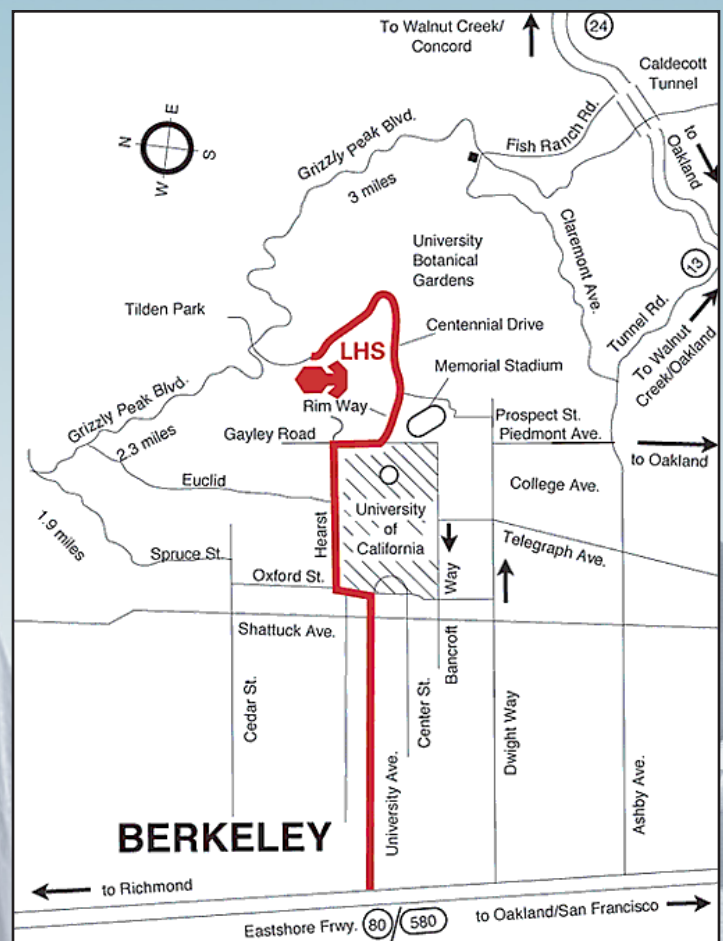 To Walnut Creek/
Concord
24
Caldecott
Tunnel
E
N
S
W
Grizzly Peak Blvd.
Fish Ranch Rd.
to
Oakland
3 miles
University
Botanical
Gardens
Claremont Ave.
13
Tilden Park
Centennial Drive
Tunnel Rd.
To Walnut
Creek/Oakland
LHS
Memorial Stadium
Grizzly Peak Blvd.
Rim Way
Prospect St.
Gayley Road
Piedmont Ave.
2.3 miles
to Oakland
Euclid
College Ave.
University
of
California
Hearst
1.9 miles
Spruce St.
Telegraph Ave.
Oxford St.
Way
Bancroft
Shattuck Ave.
Cedar St.
Center St.
Dwight Way
University Ave.
Ashby Ave.
BERKELEY
to Richmond
Eastshore Frwy. 80 / 580 to Oakland/San Francisco